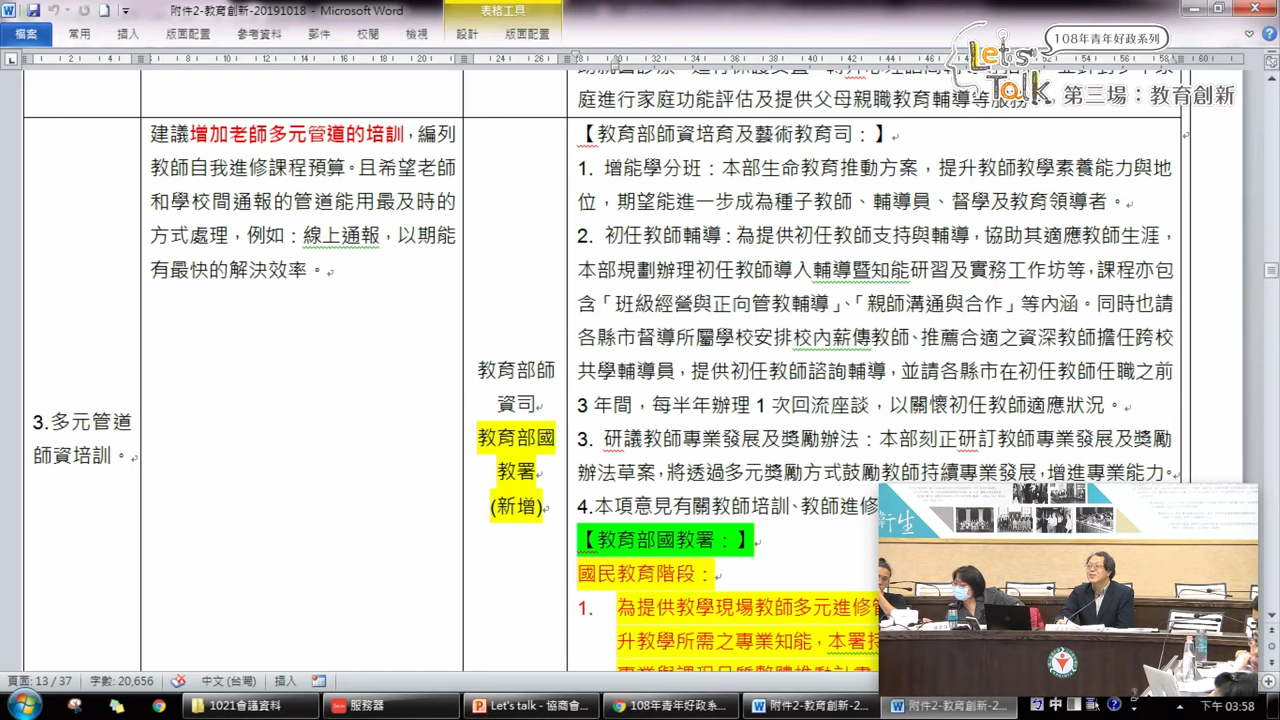 附件2-教育創新-20191018 - Microsoft Word
表格工具
檔案 常用 插入 版面配置 參考資料 郵件 校閱 檢視 設計 版面配置
108年青年好政系列
Let's Talk
第三場：教育創新
庭進行家庭功能評估及提供父母親職教育輔導等服務
3.多元管道
師資培訓。
建議增加老師多元管道的培訓，編列
教師自我進修課程預算。且希望老師
和學校間通報的管道能用最及時的
方式處理，例如：線上通報，以期能
有最快的解決效率。
教育部師
資司
教育部國
教署
(新增)
【教育部師資培育及藝術教育司：】
1. 增能學分班：本部生命教育推動方案，提升教師教學素養能力與地
位，期望能進一步成為種子教師、輔導員、督學及教育領導者。
2. 初任教師輔導：為提供初任教師支持與輔導，協助其適應教師生涯，
本部規劃辦理初任教師導入輔導暨知能研習及實務工作坊等，課程亦包
含「班級經營與正向管教輔導」、「親師溝通與合作」等內涵。同時也請
各縣市督導所屬學校安排校內薪傳教師、推薦合適之資深教師擔任跨校
共學輔導員，提供初任教師諮詢輔導，並請各縣市在初任教師任職之前
3 年間，每半年辦理 1 次回流座談，以關懷初任教師適應狀況。
3. 研議教師專業發展及獎勵辦法：本部刻正研訂教師專業發展及獎勵
辦法草案，將透過多元獎勵方式鼓勵教師持續專業發展，增進專業能力。
4.本項意見有關教師培訓、教師進修
【教育部國教署：】
國民教育階段：
1. 為提供教學現場教師多元進修
升教學所需之專業知能，本署持
頁面: 13 / 37 字數: 20,656 中文 (台灣) 插入
1021會議資料
服務器
Let's talk - 協商會...
108年青年好政系...
附件2-教育創新-2...
附件2-教育創新-2...
下午 03:58